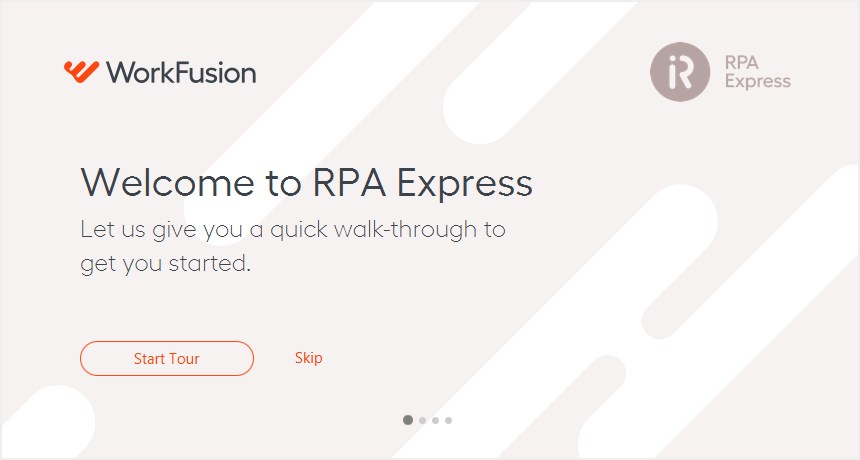 WorkFusion
RPA
Express
Welcome to RPA Express
Let us give you a quick walk-through to
get you started.
Start Tour
Skip